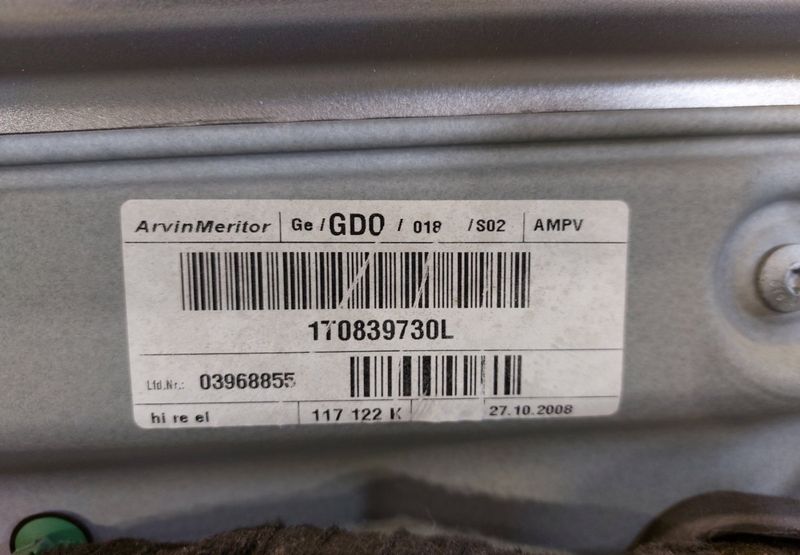 ArvinMeritor Ge / GDO / 018 / S02 AMPV
1T0839730L
Lfd.Nr.: 03968855
hi re el 117 122 K 27.10.2008